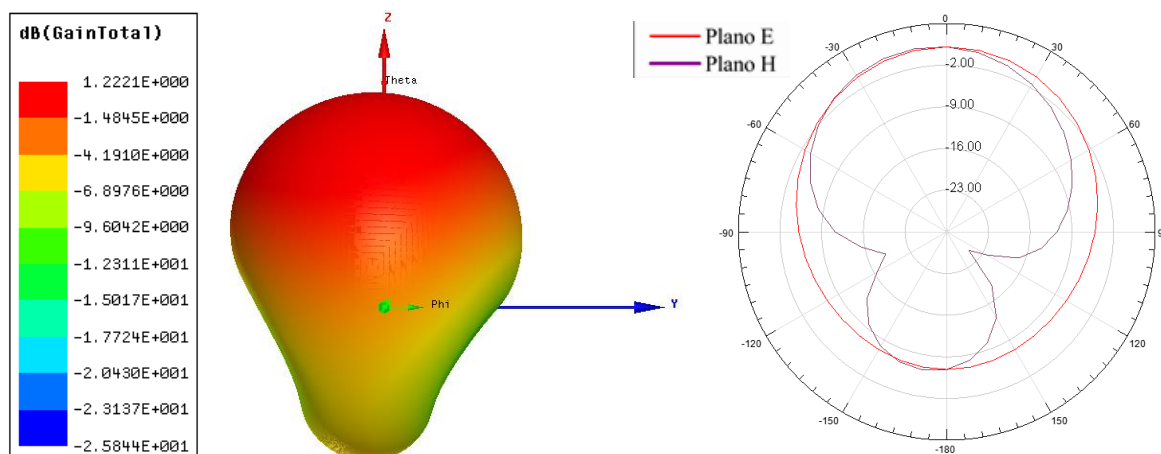 dB(GainTotal)
1.2221E+000
-1.4845E+000
-4.1910E+000
-6.8976E+000
-9.6042E+000
-1.2311E+001
-1.5017E+001
-1.7724E+001
-2.0430E+001
-2.3137E+001
-2.5844E+001
Z
Theta
Phi
Y
Plano E
Plano H
0
-30
30
-2.00
-60
60
-9.00
-16.00
-23.00
-90
-120
120
-150
150
-180